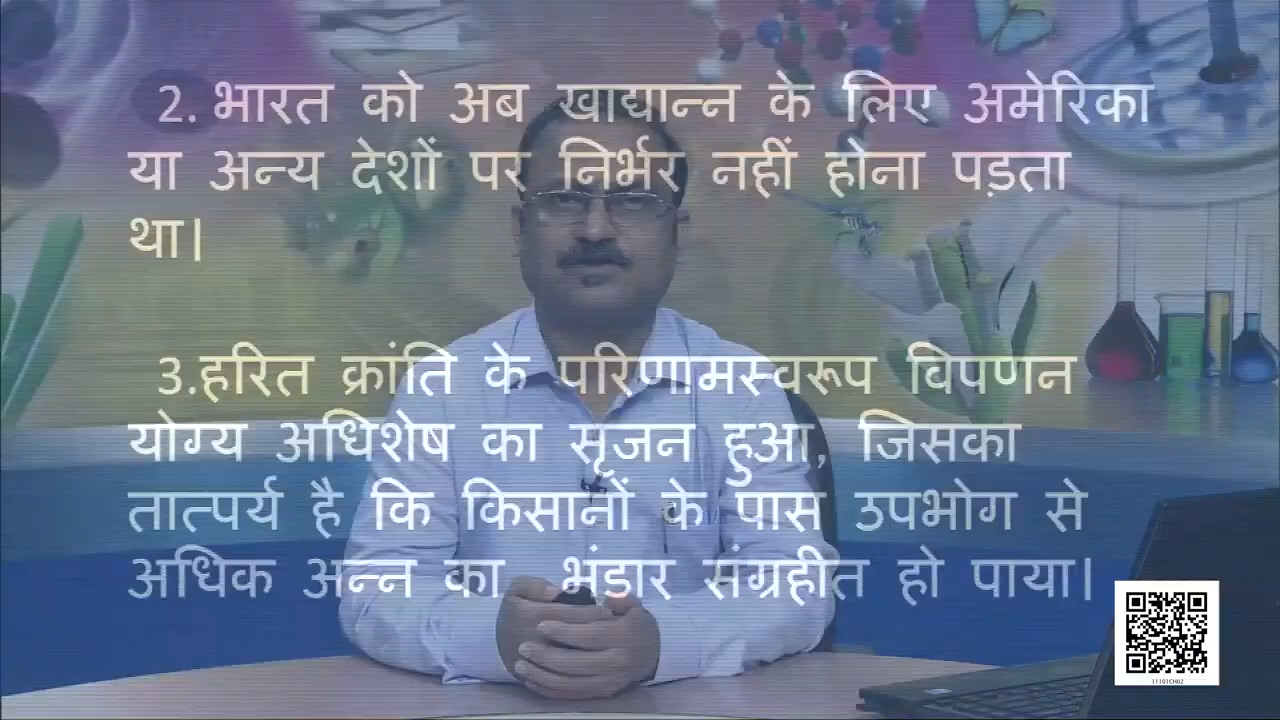 2. भारत को अब खाद्यान्न के लिए अमेरिका
या अन्य देशों पर निर्भर नहीं होना पड़ता
था।
3.हरित क्रांति के परिणामस्वरूप विपणन
योग्य अधिशेष का सृजन हुआ, जिसका
तात्पर्य है कि किसानों के पास उपभोग से
अधिक अन्न का भंडार संग्रहीत हो पाया।
11101CH02